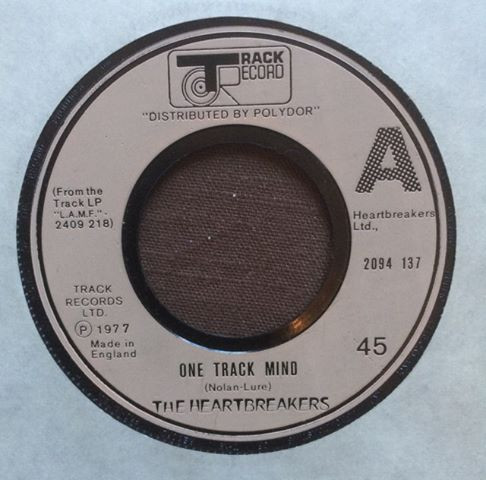 TRACK
RECORD
"DISTRIBUTED BY POLYDOR"
A
(From the
Track LP
"L.A.M.F." -
2409 218)
Heartbreakers
Ltd.,
2094 137
TRACK
RECORDS
LTD.
Ⓟ 1977
Made in
England
45
ONE TRACK MIND
(Nolan-Lure)
THE HEARTBREAKERS